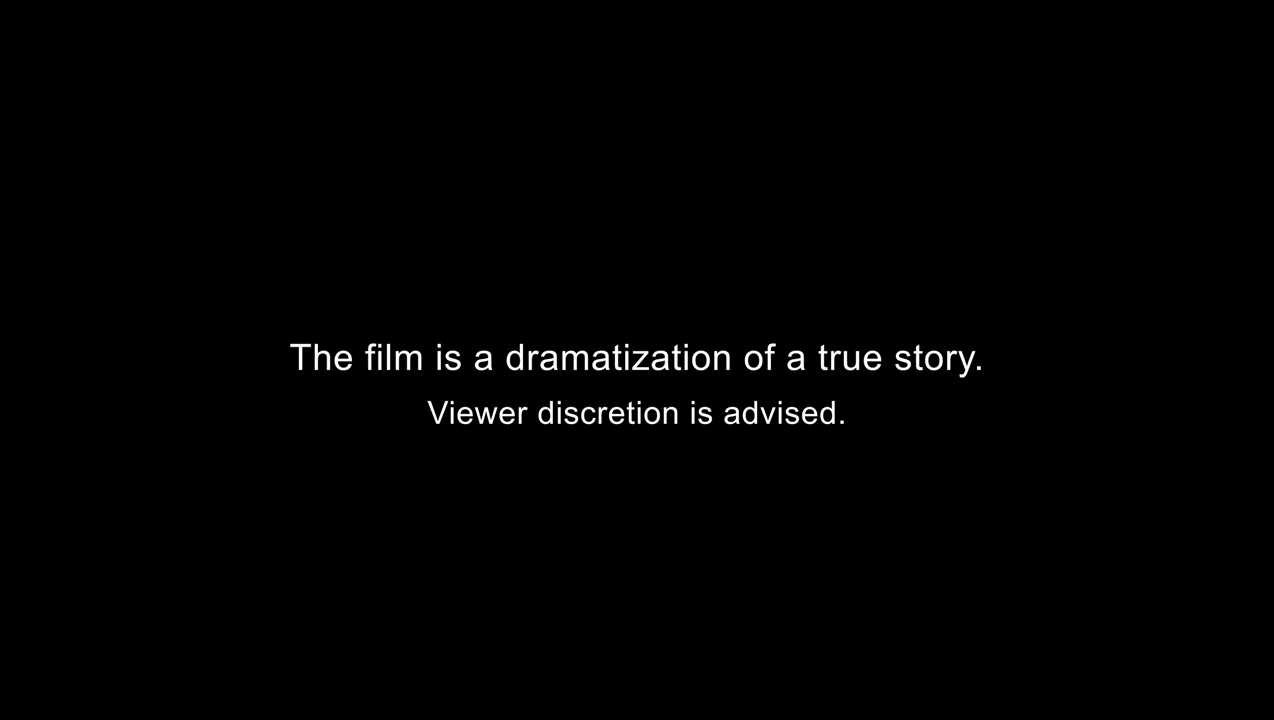 The film is a dramatization of a true story.
Viewer discretion is advised.